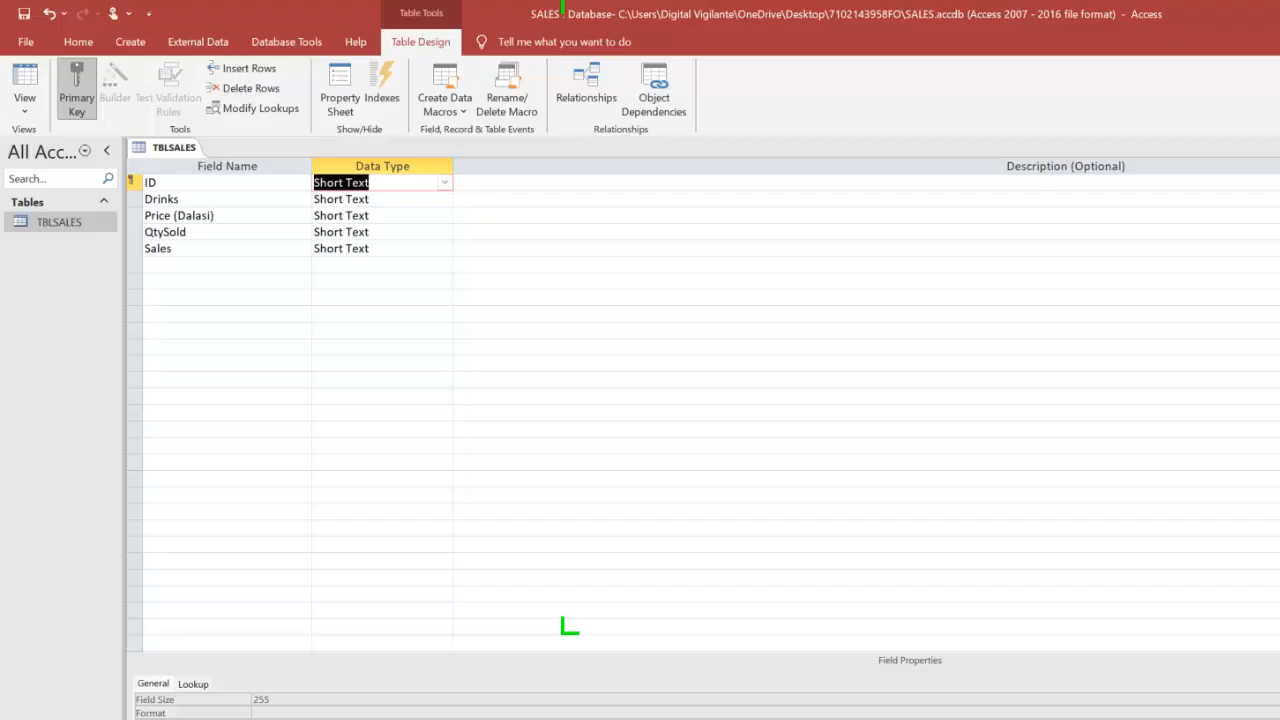 Table Tools
SALES - Database- C:\Users\Digital Vigilante\OneDrive\Desktop\7102143958FO\SALES.accdb (Access 2007 - 2016 file format) - Access
File Home Create External Data Database Tools Help Table Design Tell me what you want to do
View
Primary Key
Builder
Test Validation Rules
Insert Rows
Delete Rows
Modify Lookups
Property Sheet
Indexes
Create Data Macros
Rename/ Delete Macro
Relationships
Object Dependencies
Views Tools Show/Hide Field, Record & Table Events Relationships
All Acc...
Search...
Tables
TBLSALES
TBLSALES
Field Name Data Type Description (Optional)
ID Short Text
Drinks Short Text
Price (Dalasi) Short Text
QtySold Short Text
Sales Short Text
Field Properties
General Lookup
Field Size 255
Format